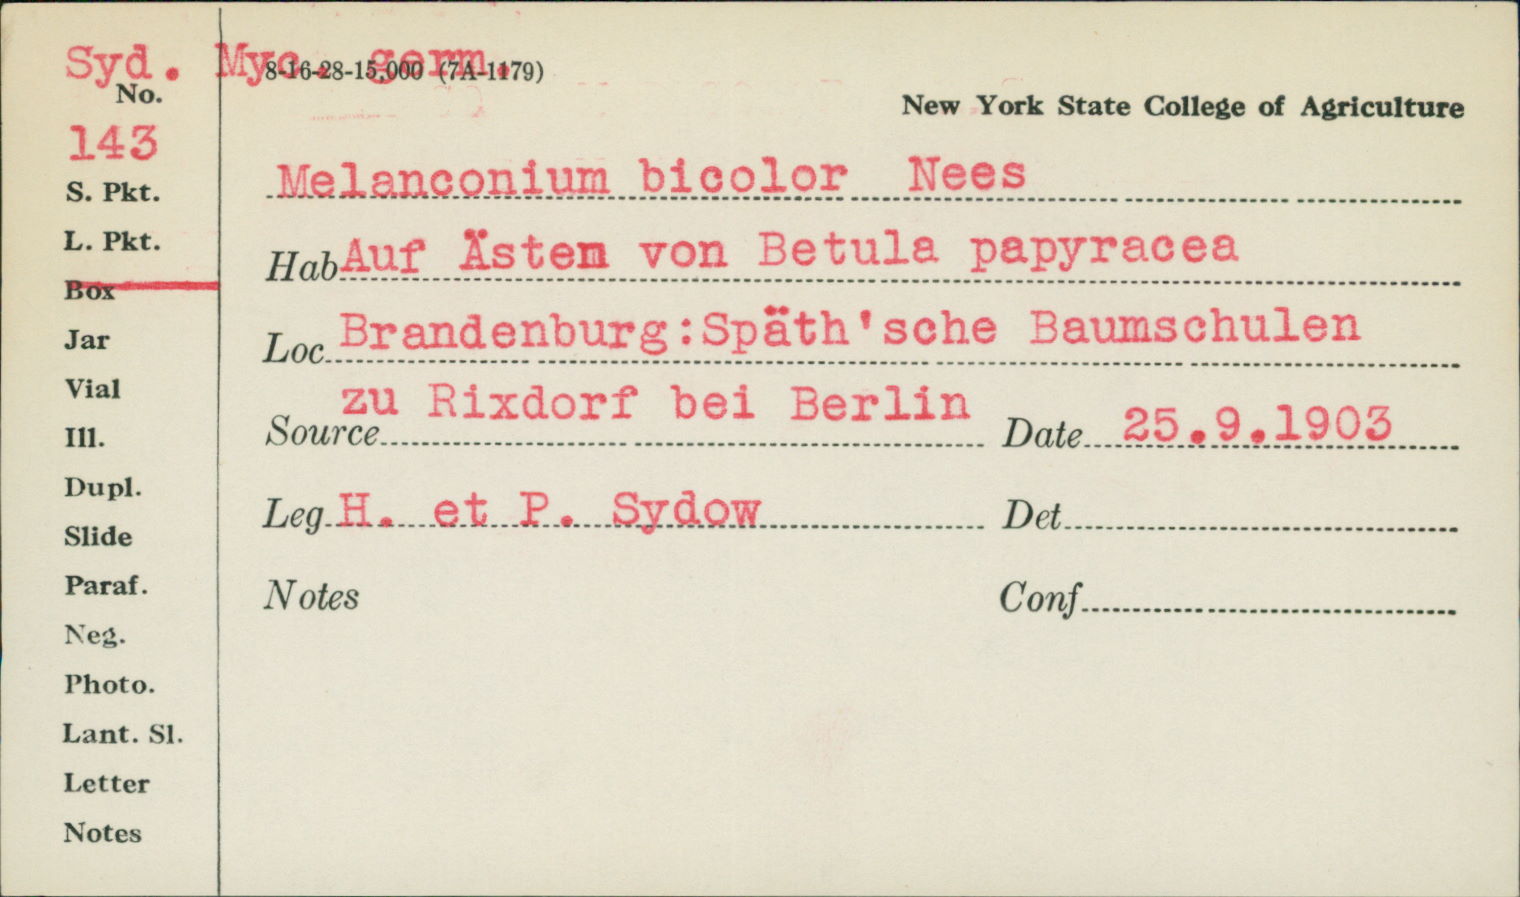 Syd. Myc. germ.
8-16-28-15,000 (7A-1179)
No.
143
New York State College of Agriculture
Melanconium bicolor Nees
S. Pkt.
L. Pkt.
Hab Auf Ästen von Betula papyracea
Box
Loc Brandenburg:Späth'sche Baumschulen
Jar
Vial
zu Rixdorf bei Berlin
Source Date 25.9.1903
Ill.
Dupl.
Leg H. et P. Sydow Det
Slide
Paraf.
Notes Conf
Neg.
Photo.
Lant. Sl.
Letter
Notes